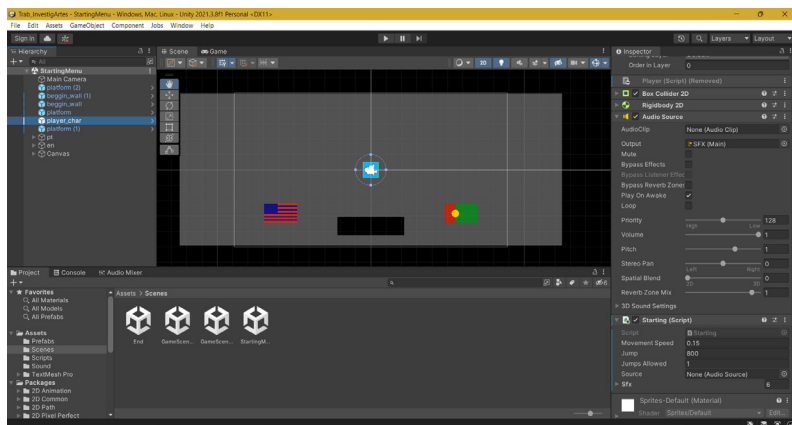 Trab_InvestigArtes - StartingMenu - Windows, Mac, Linux - Unity 2021.3.8f1 Personal <DX11>
File Edit Assets GameObject Component Jobs Window Help
Sign in
Layers Layout
Hierarchy
All
StartingMenu
Main Camera
platform (2)
beggin_wall (1)
beggin_wall
platform
player_char
platform (1)
pt
en
Canvas
Scene Game
2D
Inspector
Order in Layer 0
Player (Script) (Removed)
Box Collider 2D
Rigidbody 2D
Audio Source
AudioClip None (Audio Clip)
Output SFX (Main)
Mute
Bypass Effects
Bypass Listener Effec
Bypass Reverb Zones
Play On Awake
Loop
Priority 128
High Low
Volume 1
Pitch 1
Stereo Pan 0
Left Right
Spatial Blend 0
2D 3D
Reverb Zone Mix 1
3D Sound Settings
Starting (Script)
Script Starting
Movement Speed 0.15
Jump 800
Jumps Allowed 1
Source None (Audio Source)
Sfx 6
Sprites-Default (Material)
Shader Sprites/Default Edit...
Project Console Audio Mixer
6
Favorites
All Materials
All Models
All Prefabs
Assets
Prefabs
Scenes
Scripts
Sound
TextMesh Pro
Packages
2D Animation
2D Common
2D Path
2D Pixel Perfect
Assets > Scenes
End GameScen... GameScen... StartingM...